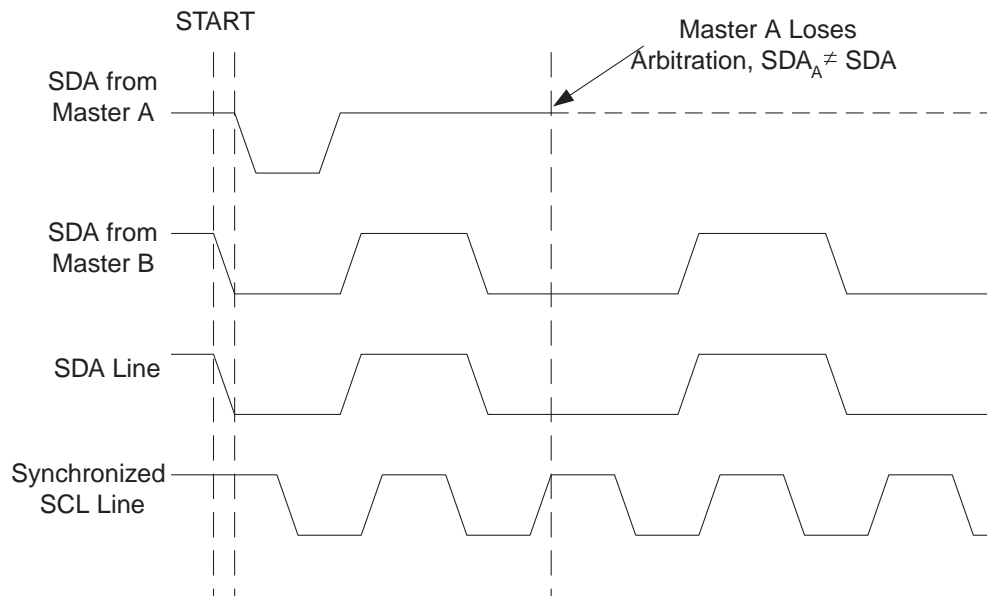 START
Master A Loses
Arbitration, SDA_A ≠ SDA
SDA from
Master A
SDA from
Master B
SDA Line
Synchronized
SCL Line